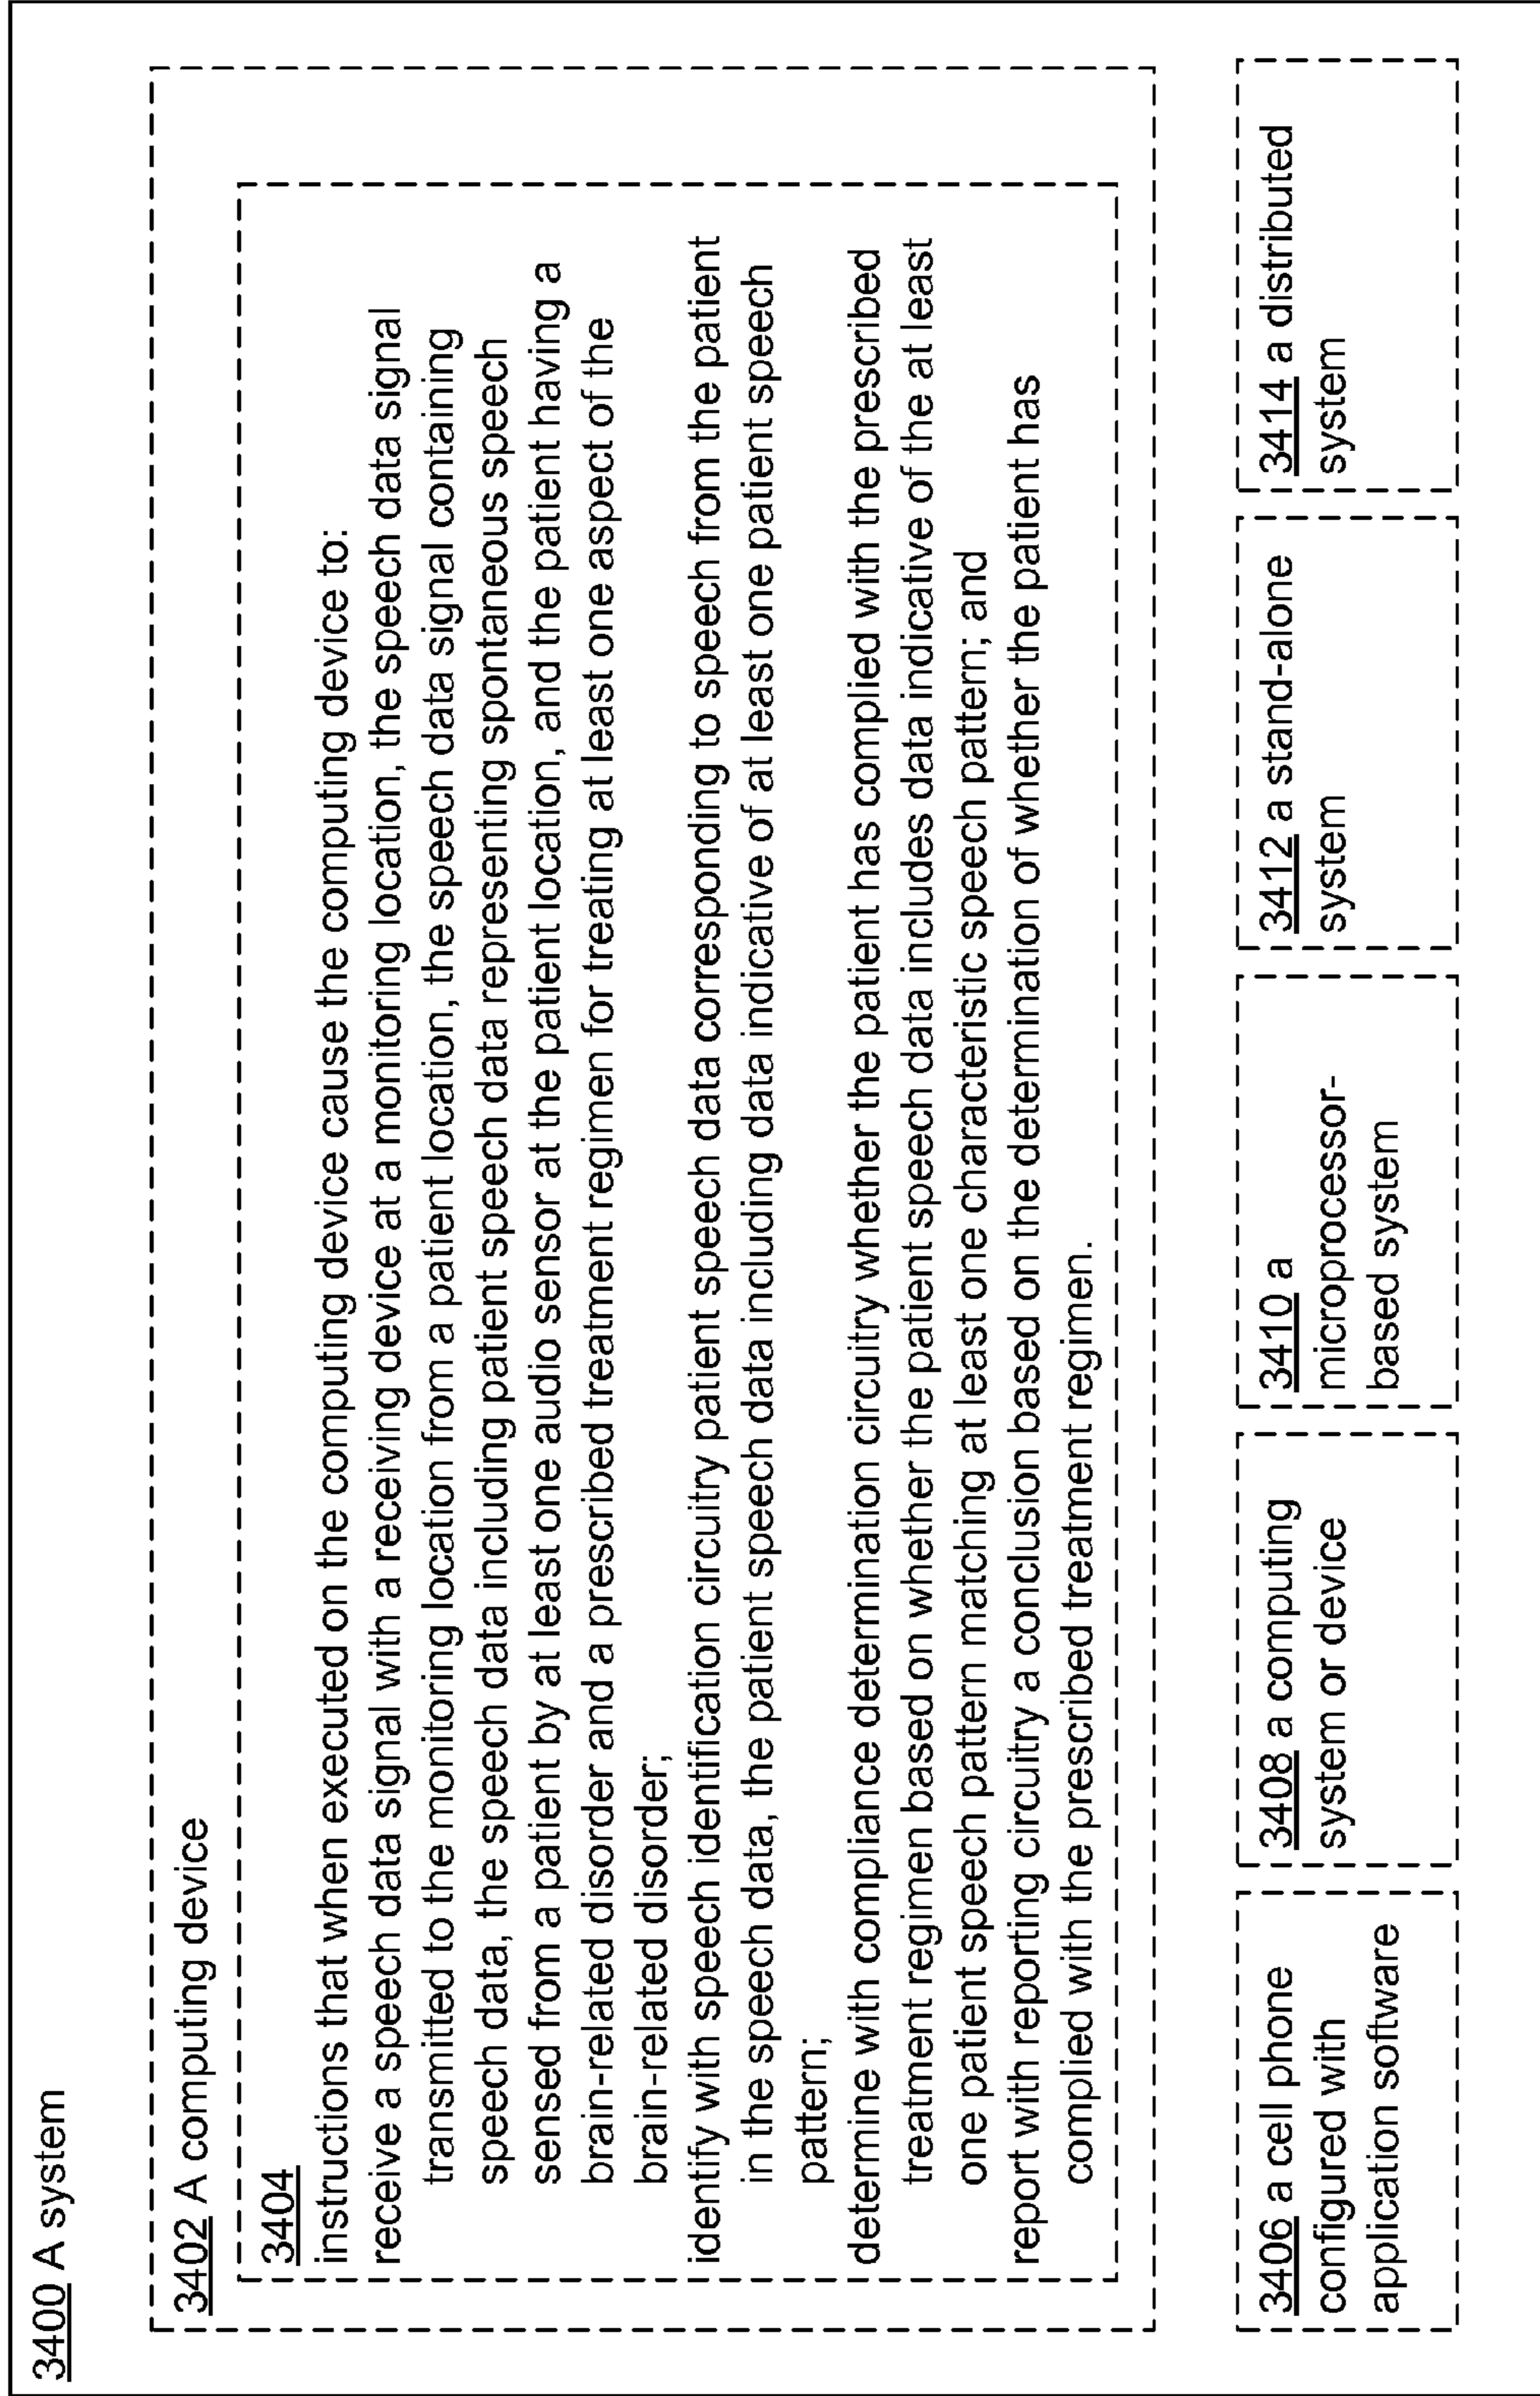 3400 A system
3402 A computing device
3404
instructions that when executed on the computing device cause the computing device to:
receive a speech data signal with a receiving device at a monitoring location, the speech data signal
transmitted to the monitoring location from a patient location, the speech data signal containing
speech data, the speech data including patient speech data representing spontaneous speech
sensed from a patient by at least one audio sensor at the patient location, and the patient having a
brain-related disorder and a prescribed treatment regimen for treating at least one aspect of the
brain-related disorder;
identify with speech identification circuitry patient speech data corresponding to speech from the patient
in the speech data, the patient speech data including data indicative of at least one patient speech
pattern;
determine with compliance determination circuitry whether the patient has complied with the prescribed
treatment regimen based on whether the patient speech data includes data indicative of the at least
one patient speech pattern matching at least one characteristic speech pattern; and
report with reporting circuitry a conclusion based on the determination of whether the patient has
complied with the prescribed treatment regimen.
3406 a cell phone
configured with
application software
3408 a computing
system or device
3410 a
microprocessor-
based system
3412 a stand-alone
system
3414 a distributed
system